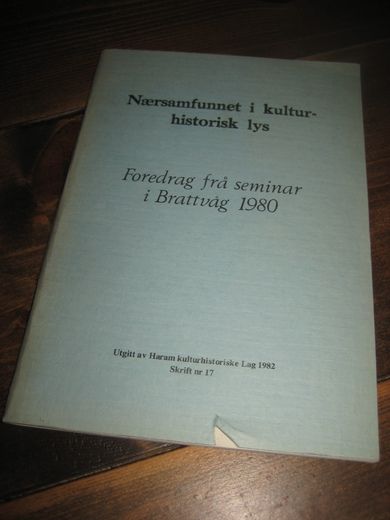 Nærsamfunnet i kultur-
historisk lys
Foredrag frå seminar
i Brattvåg 1980
Utgitt av Haram kulturhistoriske Lag 1982
Skrift nr 17